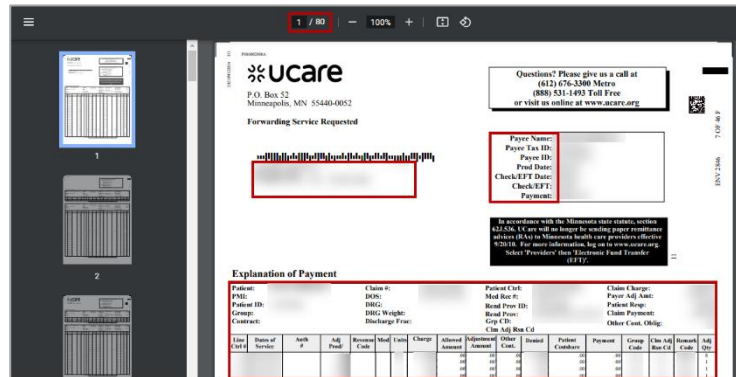 1 / 80 — 100% +
ucare
P.O. Box 52
Minneapolis, MN 55440-0052
Forwarding Service Requested
Questions? Please give us a call at
(612) 676-3300 Metro
(888) 531-1493 Toll Free
or visit us online at www.ucare.org
7 OF 46 F
ENV 2846
Payee Name:
Payee Tax ID:
Payee ID:
Prod Date:
Check/EFT Date:
Check/EFT:
Payment:
In accordance with the Minnesota state statute, section
62J.536. UCare will no longer be sending paper remittance
advices (RAs) to Minnesota health care providers effective
9/20/10. For more information, log on to www.ucare.org.
Select 'Providers' then 'Electronic Fund Transfer
(EFT)'.
1
2
Explanation of Payment
Patient: Claim #: Patient Ctrl: Claim Charge:
PMI: DOS: Med Rec #: Payer Adj Amt:
Patient ID: DRG: Rend Prov ID: Patient Resp:
Group: DRG Weight: Rend Prov: Claim Payment:
Contract: Discharge Frac: Grp CD: Other Cont. Oblig:
Clm Adj Rsn Cd
Line Ctrl # Dates of Service Auth # Adj Prod/ Revenue Code Mod Units Charge Allowed Amount Adjustment Amount Other Cont. Denied Patient Costshare Payment Group Code Clm Adj Rsn Cd Remark Code Adj Qty